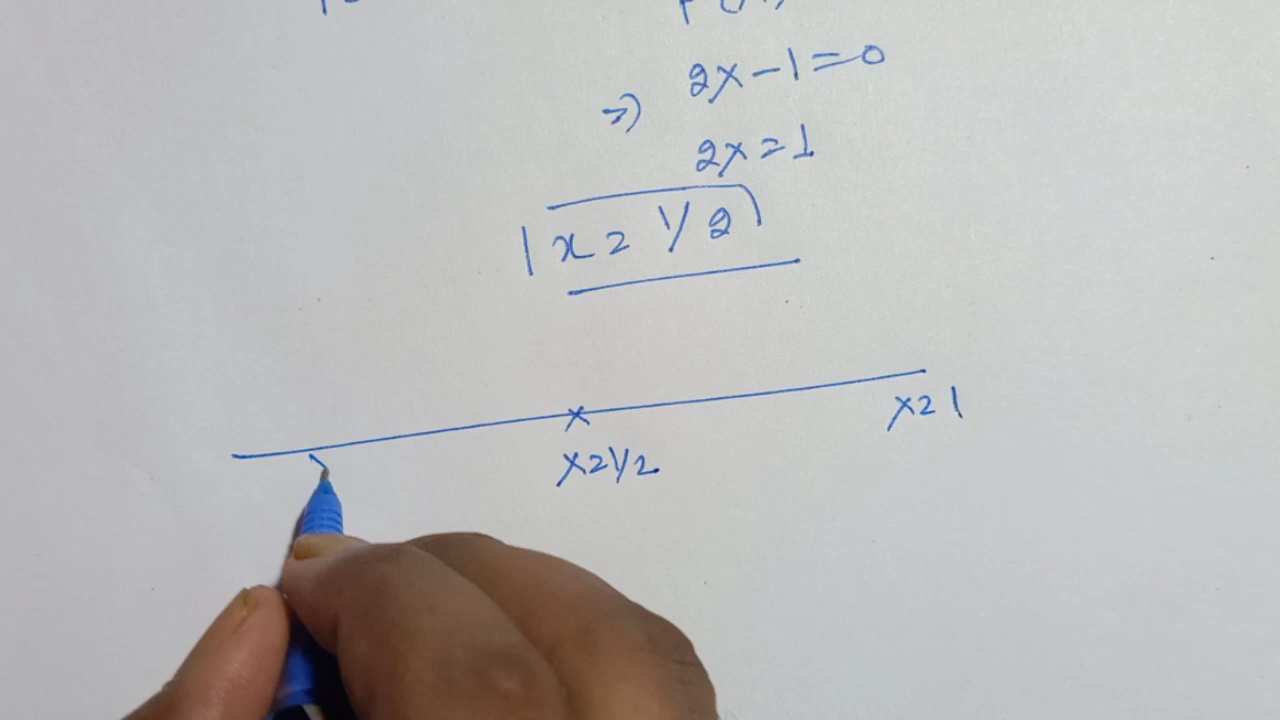 2x-1=0
=> 2x=1
x = 1/2
x=1
x=1/2